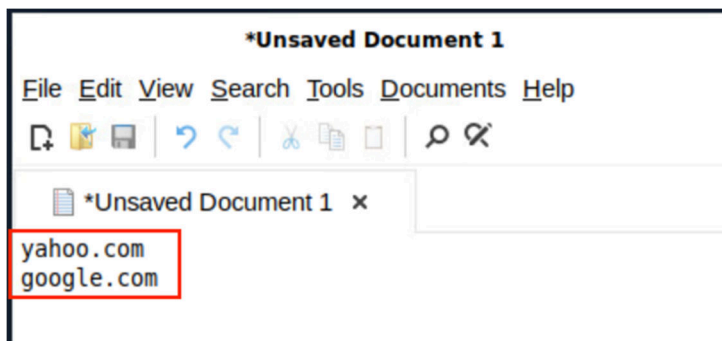 *Unsaved Document 1
File Edit View Search Tools Documents Help
*Unsaved Document 1 ×
yahoo.com
google.com